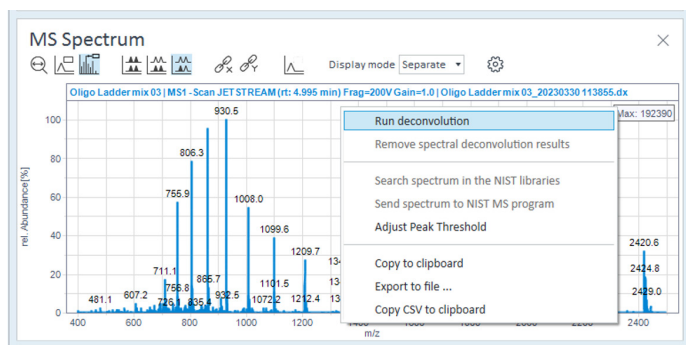 MS Spectrum
Display mode Separate
Oligo Ladder mix 03 | MS1 - Scan JET STREAM (rt: 4.995 min) Frag=200V Gain=1.0 | Oligo Ladder mix 03_20230330 113855.dx
Max: 192390
rel. Abundance[%]
100
80
60
40
20
0
930.5
806.3
755.9
1008.0
1099.6
1209.7
711.1
865.7
756.8
1101.5
607.2
481.1
835.4
932.5
1072.2
1212.4
2420.6
2424.8
2429.0
Run deconvolution
Remove spectral deconvolution results
Search spectrum in the NIST libraries
Send spectrum to NIST MS program
Adjust Peak Threshold
Copy to clipboard
Export to file ...
Copy CSV to clipboard
400 600 800 1000 1200 2400
m/z